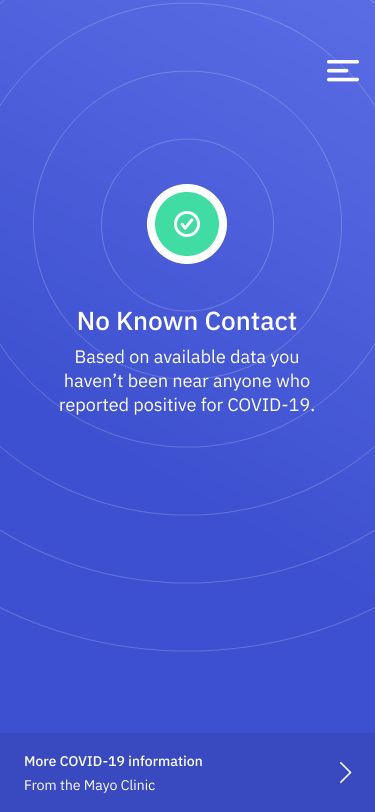 No Known Contact
Based on available data you
haven’t been near anyone who
reported positive for COVID-19.
More COVID-19 information
From the Mayo Clinic